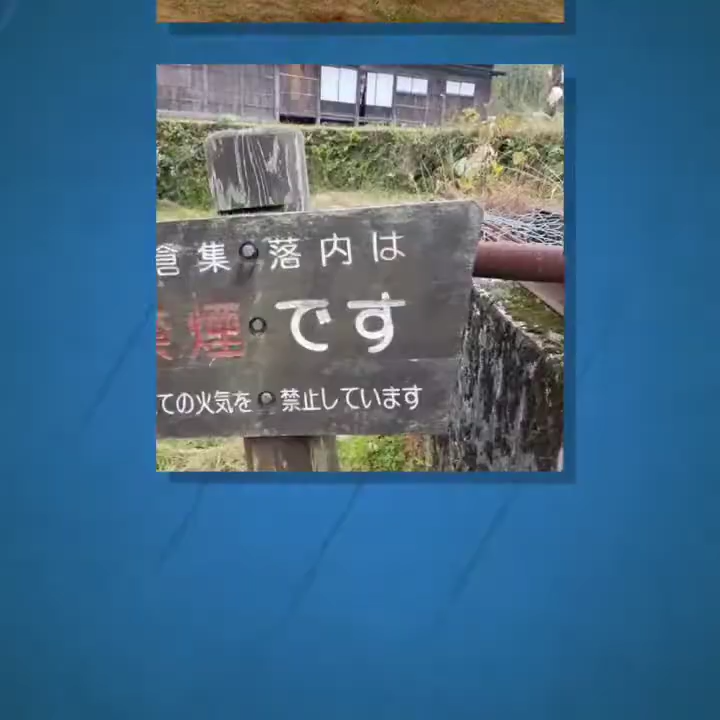 倉集落内は
煙です
ての火気を禁止しています